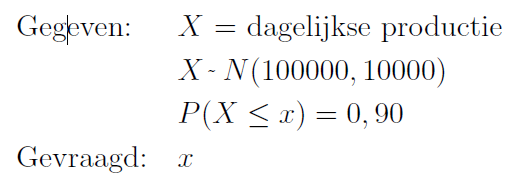 Gegeven: X = dagelijkse productie
X ~ N(100000, 10000)
P(X ≤ x) = 0, 90
Gevraagd: x